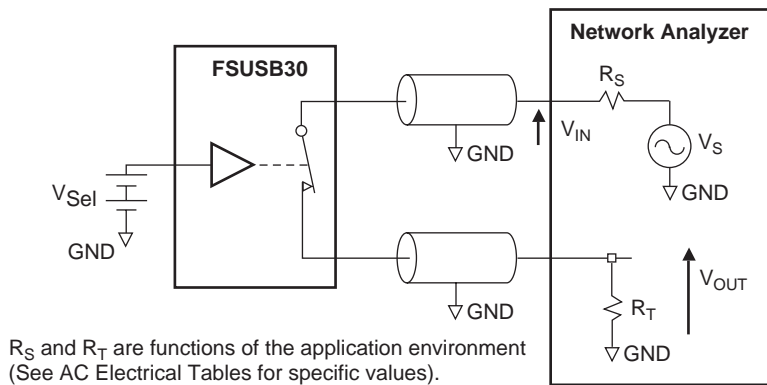 Network Analyzer
FSUSB30
R_S
GND
V_IN
V_S
V_Sel
GND
GND
GND
V_OUT
R_T
GND
R_S and R_T are functions of the application environment
(See AC Electrical Tables for specific values).